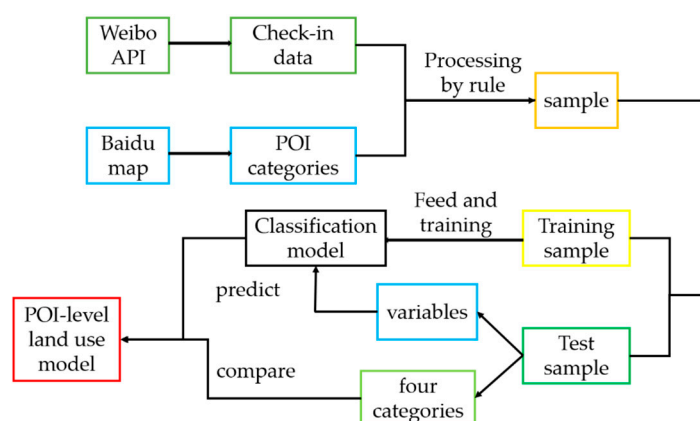 Weibo
API
Check-in
data
Processing
by rule
sample
Baidu
map
POI
categories
Feed and
training
Classification
model
Training
sample
predict
variables
POI-level
land use
model
Test
sample
compare
four
categories